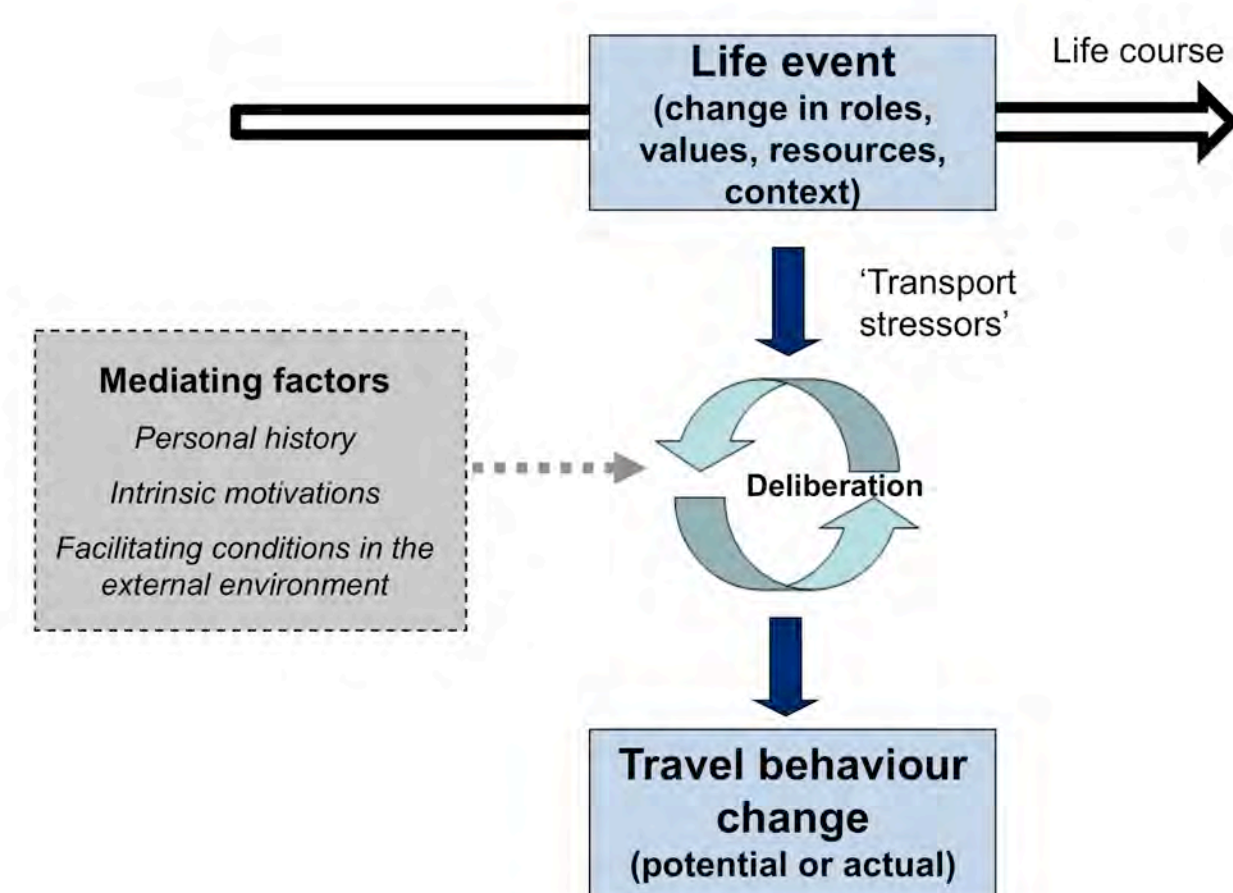 Life event
(change in roles,
values, resources,
context)
Life course
‘Transport
stressors’
Mediating factors
Personal history
Intrinsic motivations
Facilitating conditions in the
external environment
Deliberation
Travel behaviour
change
(potential or actual)